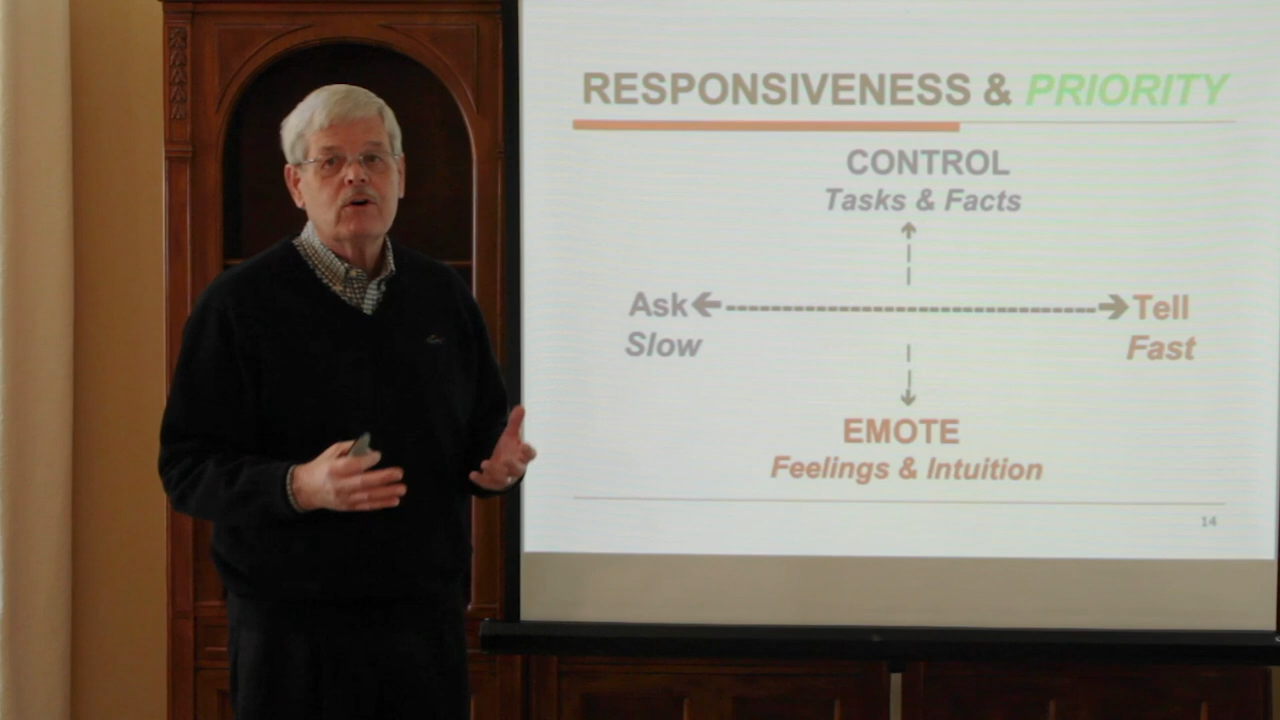 RESPONSIVENESS & PRIORITY
CONTROL
Tasks & Facts
Ask Tell
Slow Fast
EMOTE
Feelings & Intuition
14